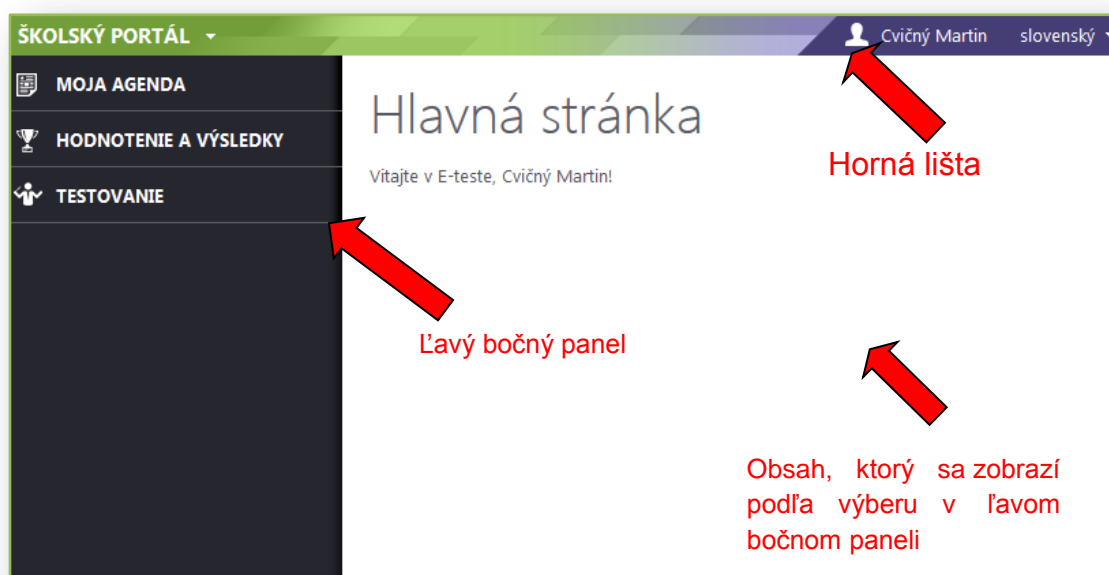 ŠKOLSKÝ PORTÁL
Cvičný Martin
slovenský
MOJA AGENDA
HODNOTENIE A VÝSLEDKY
TESTOVANIE
Hlavná stránka
Vitajte v E-teste, Cvičný Martin!
Horná lišta
Ľavý bočný panel
Obsah, ktorý sa zobrazí
podľa výberu v ľavom
bočnom paneli